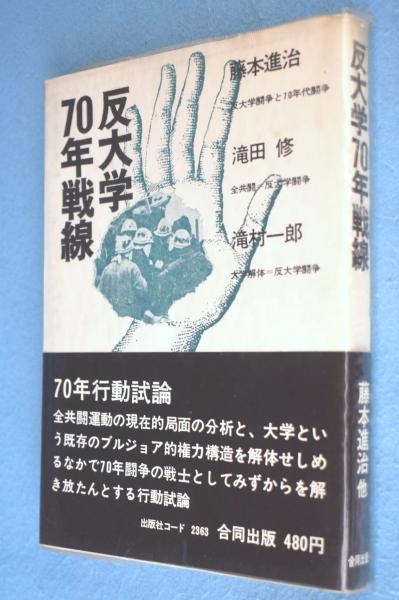 反大学
70年戦線
藤本進治
反大学闘争と70年代闘争
滝田 修
全共闘=反大学闘争
滝村一郎
大学解体=反大学闘争
70年行動試論
全共闘運動の現在的局面の分析と、大学とい
う既存のブルジョア的権力構造を解体せしめ
るなかで70年闘争の戦士としてみずからを解
き放たんとする行動試論
出版社コード 2363 合同出版 480円
反大学70年戦線
藤本進治 他
合同出版